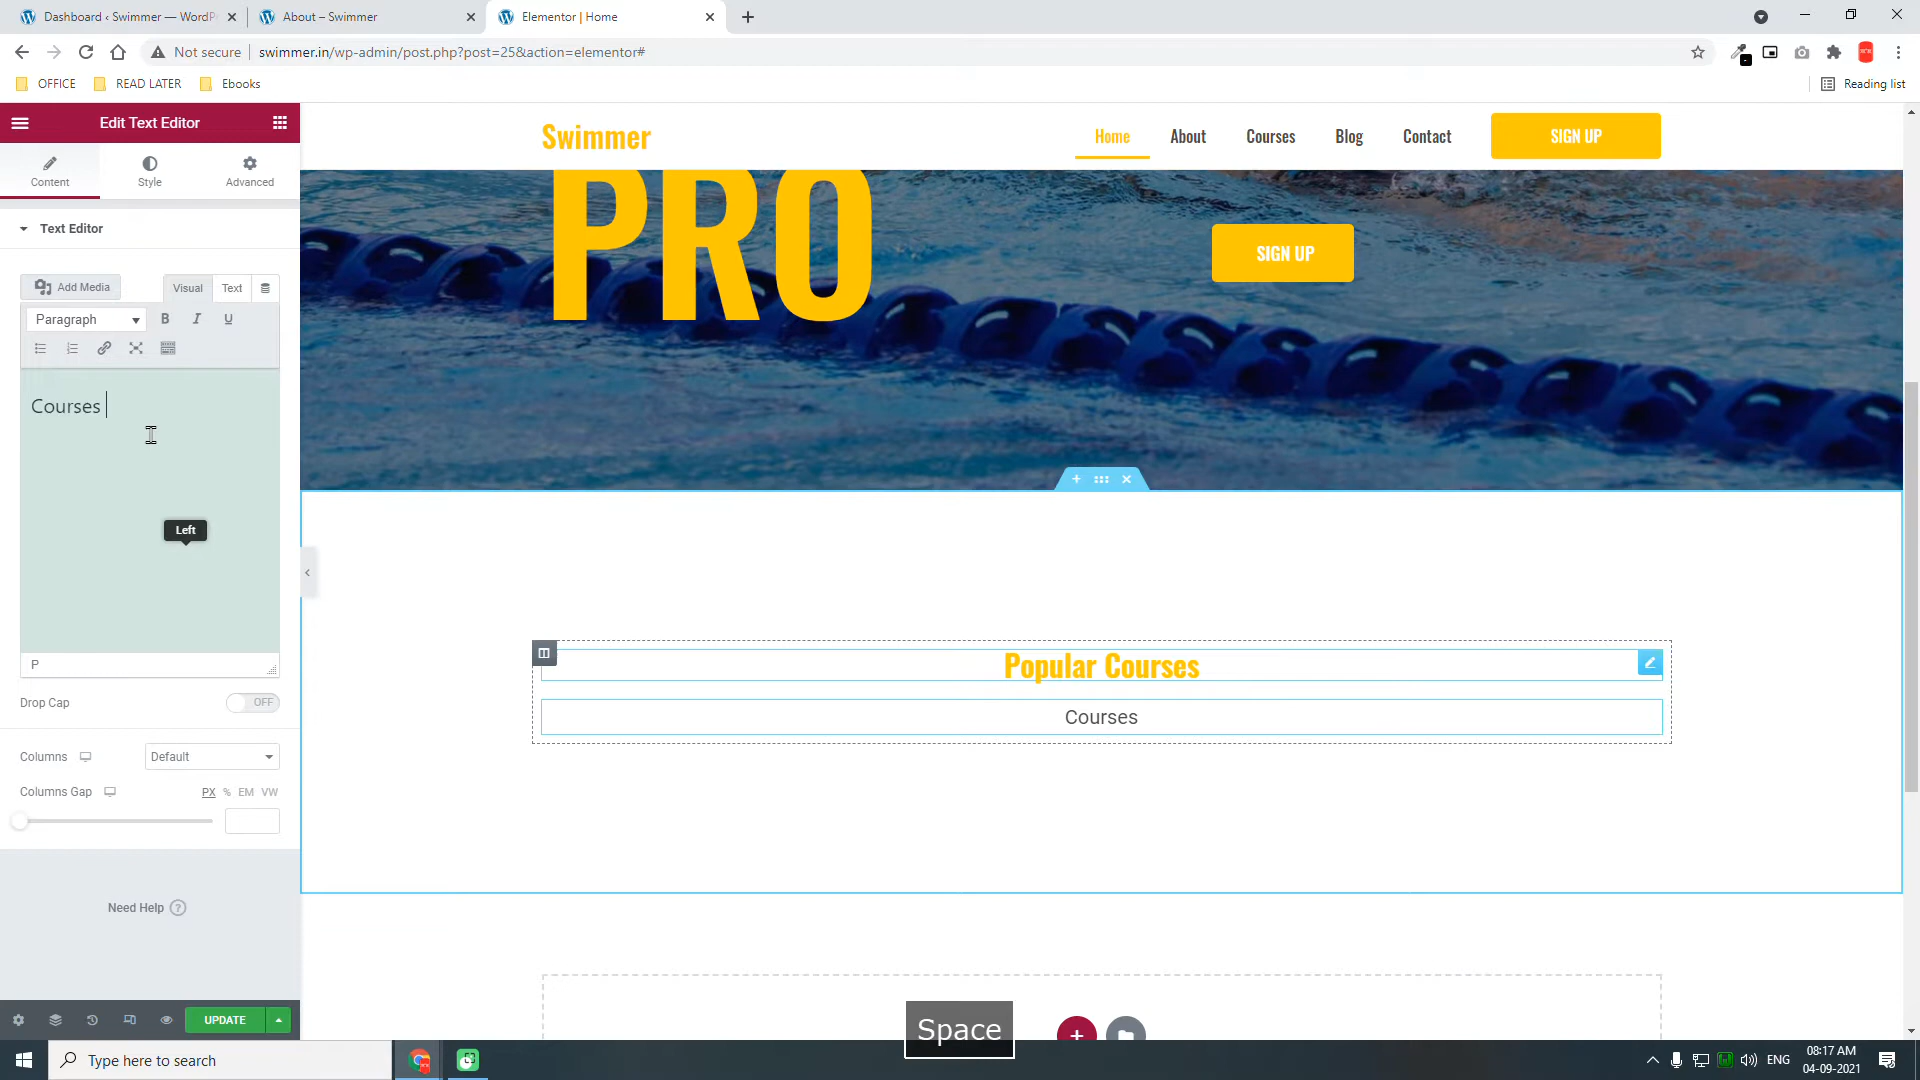 Dashboard ‹ Swimmer — WordP
About – Swimmer
Elementor | Home
Not secure
swimmer.in/wp-admin/post.php?post=25&action=elementor#
OFFICE
READ LATER
Ebooks
Reading list
Edit Text Editor
Content
Style
Advanced
Text Editor
Add Media
Visual
Text
Paragraph
B I U
Courses
Left
P
Drop Cap
OFF
Columns
Default
Columns Gap
PX % EM VW
Need Help ?
UPDATE
Swimmer
Home
About
Courses
Blog
Contact
SIGN UP
PRO
SIGN UP
Popular Courses
Courses
Space
Type here to search
ENG
08:17 AM
04-09-2021